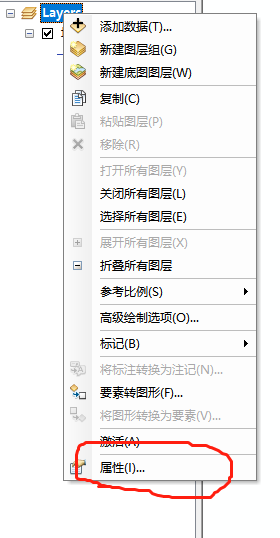 Layers
添加数据(T)...
新建图层组(G)
新建底图图层(W)
复制(C)
粘贴图层(P)
移除(R)
打开所有图层(Y)
关闭所有图层(L)
选择所有图层(E)
展开所有图层(X)
折叠所有图层
参考比例(S)
高级绘制选项(O)...
标记(B)
将标注转换为注记(N)...
要素转图形(F)...
将图形转换为要素(V)...
激活(A)
属性(I)...